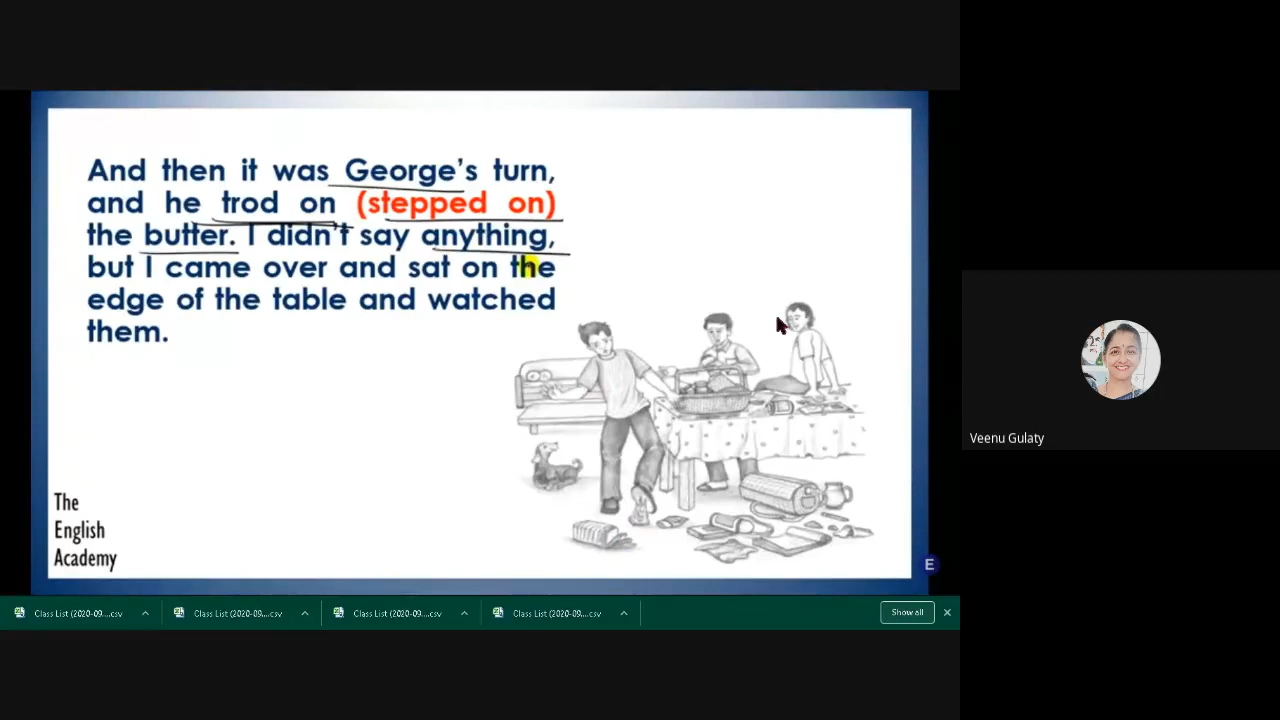 And then it was George's turn,
and he trod on (stepped on)
the butter. I didn't say anything,
but I came over and sat on the
edge of the table and watched
them.
The
English
Academy
E
Veenu Gulaty
Class List (2020-09....csv
Class List (2020-09....csv
Class List (2020-09....csv
Class List (2020-09....csv
Show all